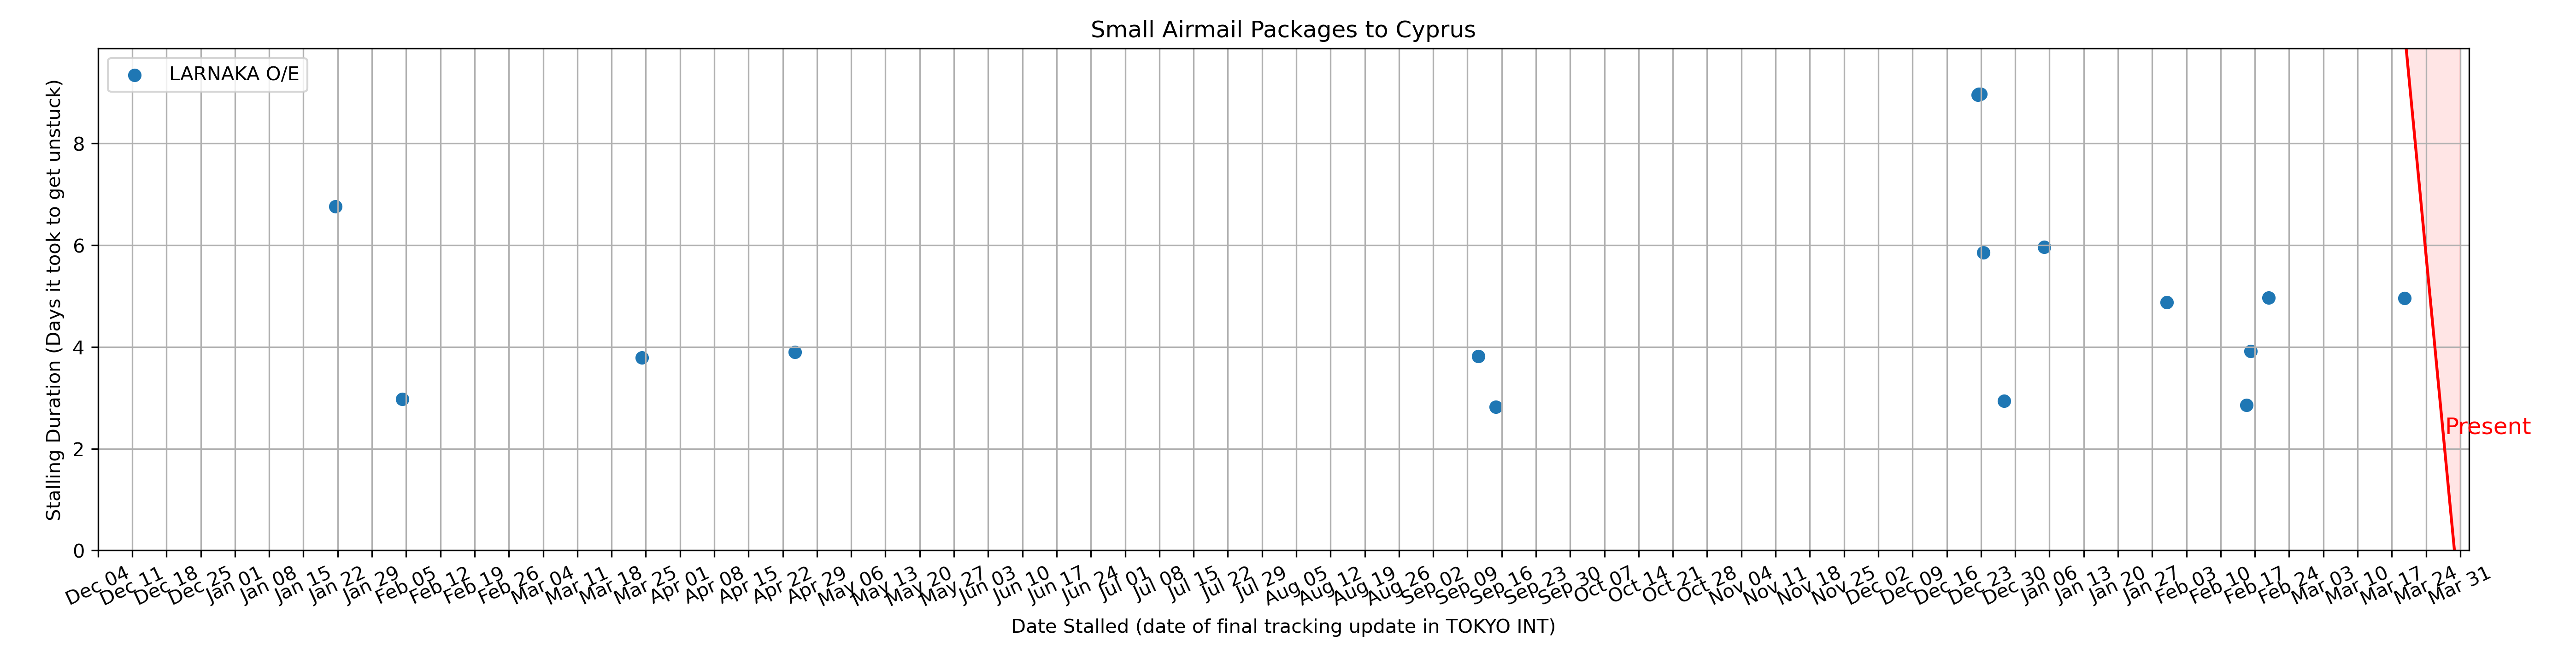 Small Airmail Packages to Cyprus
LARNAKA O/E
Stalling Duration (Days it took to get unstuck)
8
6
4
2
0
Present
Dec 04 Dec 11 Dec 18 Dec 25 Jan 01 Jan 08 Jan 15 Jan 22 Jan 29 Feb 05 Feb 12 Feb 19 Feb 26 Mar 04 Mar 11 Mar 18 Mar 25 Apr 01 Apr 08 Apr 15 Apr 22 Apr 29 May 06 May 13 May 20 May 27 Jun 03 Jun 10 Jun 17 Jun 24 Jul 01 Jul 08 Jul 15 Jul 22 Jul 29 Aug 05 Aug 12 Aug 19 Aug 26 Sep 02 Sep 09 Sep 16 Sep 23 Sep 30 Oct 07 Oct 14 Oct 21 Oct 28 Nov 04 Nov 11 Nov 18 Nov 25 Dec 02 Dec 09 Dec 16 Dec 23 Dec 30 Jan 06 Jan 13 Jan 20 Jan 27 Feb 03 Feb 10 Feb 17 Feb 24 Mar 03 Mar 10 Mar 17 Mar 24 Mar 31
Date Stalled (date of final tracking update in TOKYO INT)